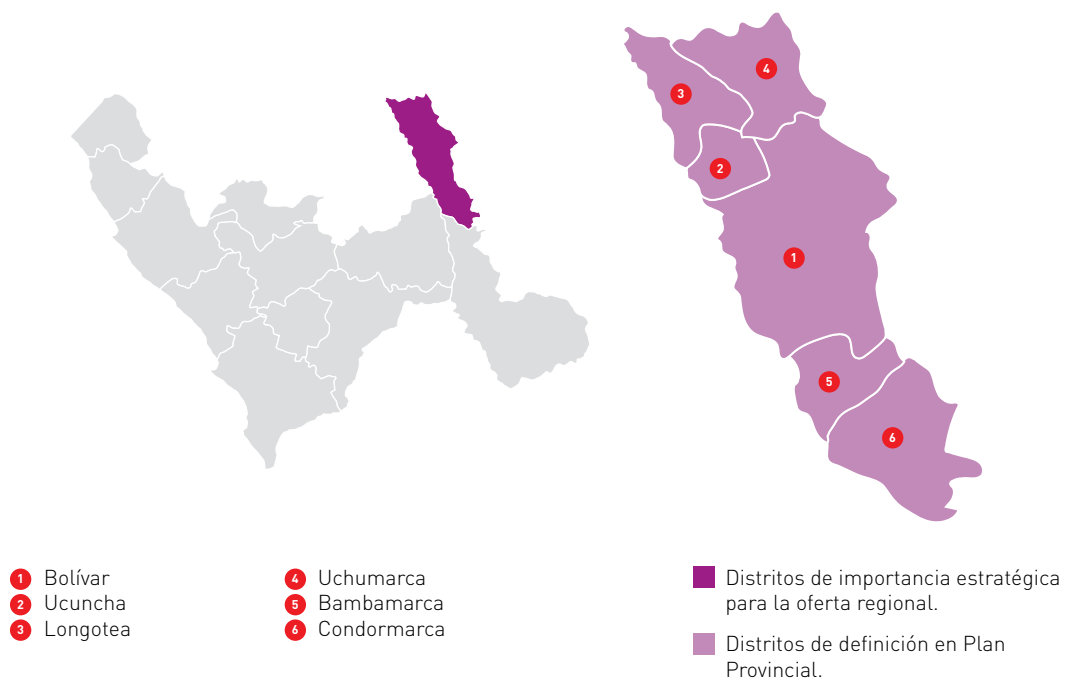 4
3
2
1
5
6
1 Bolívar
2 Ucuncha
3 Longotea
4 Uchumarca
5 Bambamarca
6 Condormarca
Distritos de importancia estratégica
para la oferta regional.
Distritos de definición en Plan
Provincial.